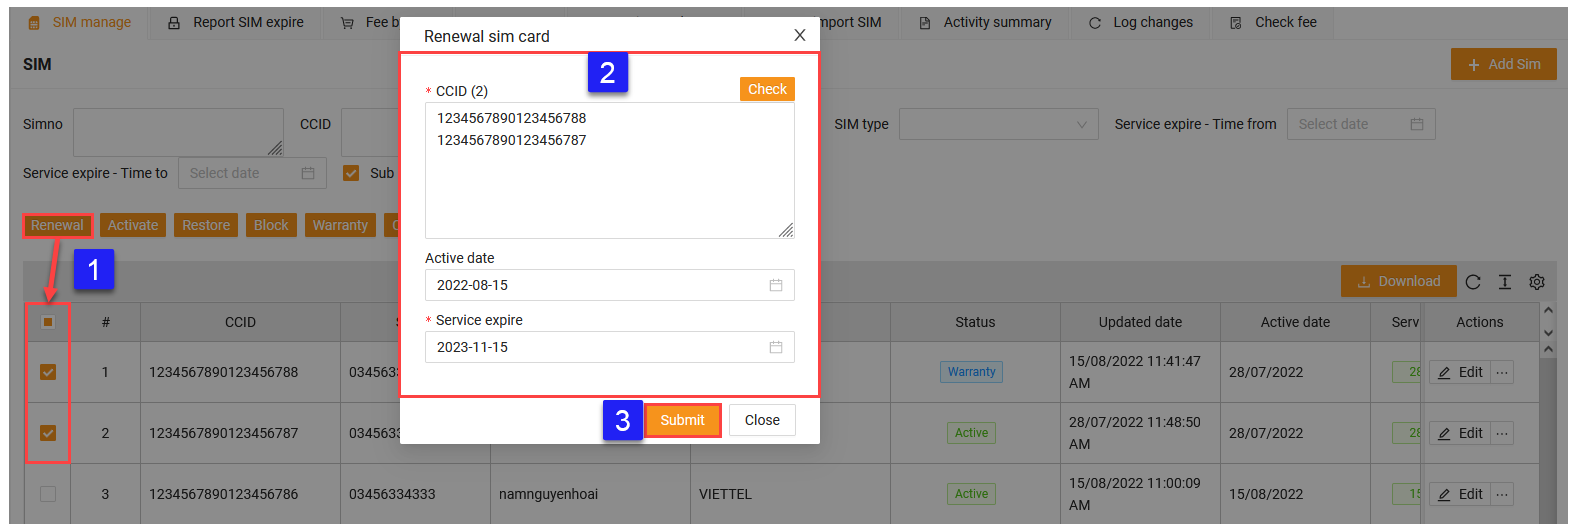 SIM manage
Report SIM expire
Fee b
mport SIM
Activity summary
Log changes
Check fee
SIM
+ Add Sim
Simno
CCID
SIM type
Service expire - Time from
Select date
Service expire - Time to
Select date
Sub
Renewal
Activate
Restore
Block
Warranty
1
Download
# CCID Status Updated date Active date Serv Actions
1 1234567890123456788 0345633 Warranty 15/08/2022 11:41:47 AM 28/07/2022 28 Edit ...
2 1234567890123456787 0345633 Active 28/07/2022 11:48:50 AM 28/07/2022 28 Edit ...
3 1234567890123456786 03456334333 namnguyenhoai VIETTEL Active 15/08/2022 11:00:09 AM 15/08/2022 15 Edit ...
Renewal sim card
X
2
* CCID (2)
Check
1234567890123456788
1234567890123456787
Active date
2022-08-15
* Service expire
2023-11-15
3
Submit
Close